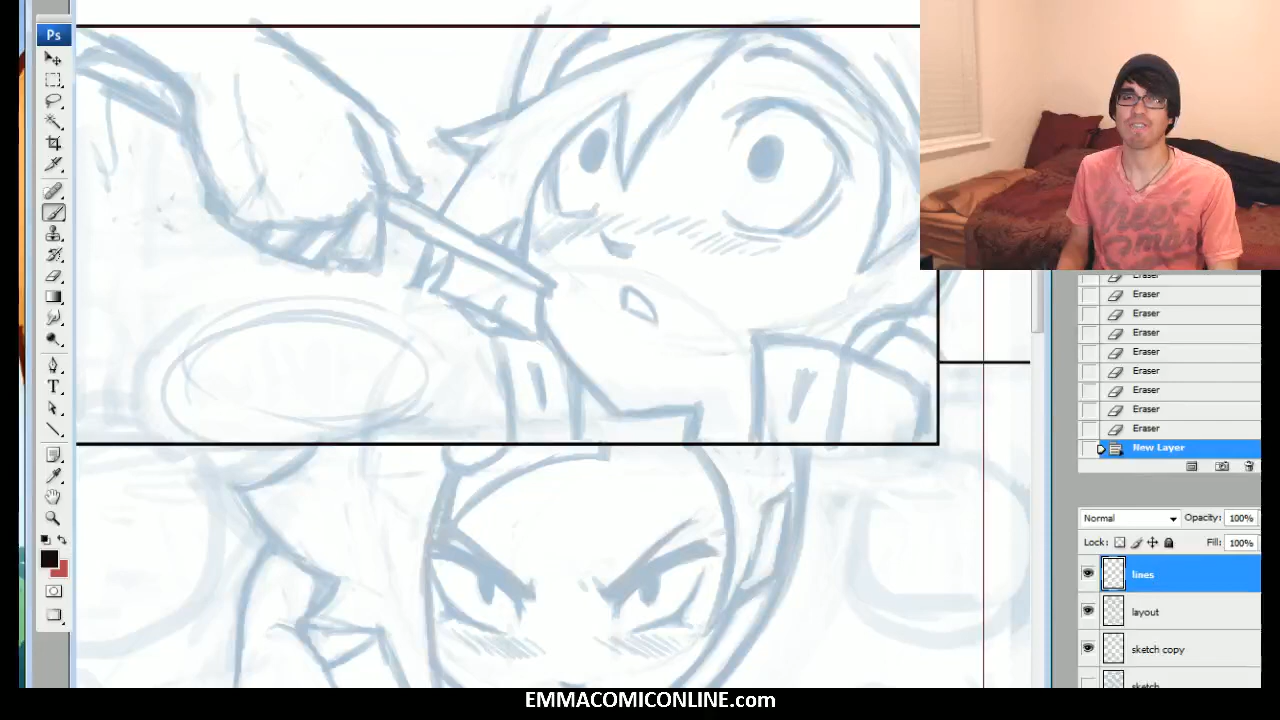 Ps
Eraser
Eraser
Eraser
Eraser
Eraser
Eraser
Eraser
Eraser
Eraser
New Layer
Normal
Opacity: 100%
Lock:
Fill: 100%
lines
layout
sketch copy
sketch
T
EMMACOMICONLINE.com